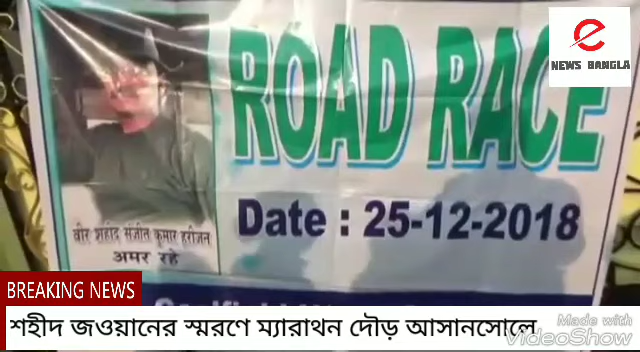 e
NEWS BANGLA
ROAD RACE
Date : 25-12-2018
वीर शहीद संजीत कुमार हरीजन
अमर रहे
BREAKING NEWS
শহীদ জওয়ানের স্মরণে ম্যারাথন দৌড় আসানসোলে
Made with
VideoShow